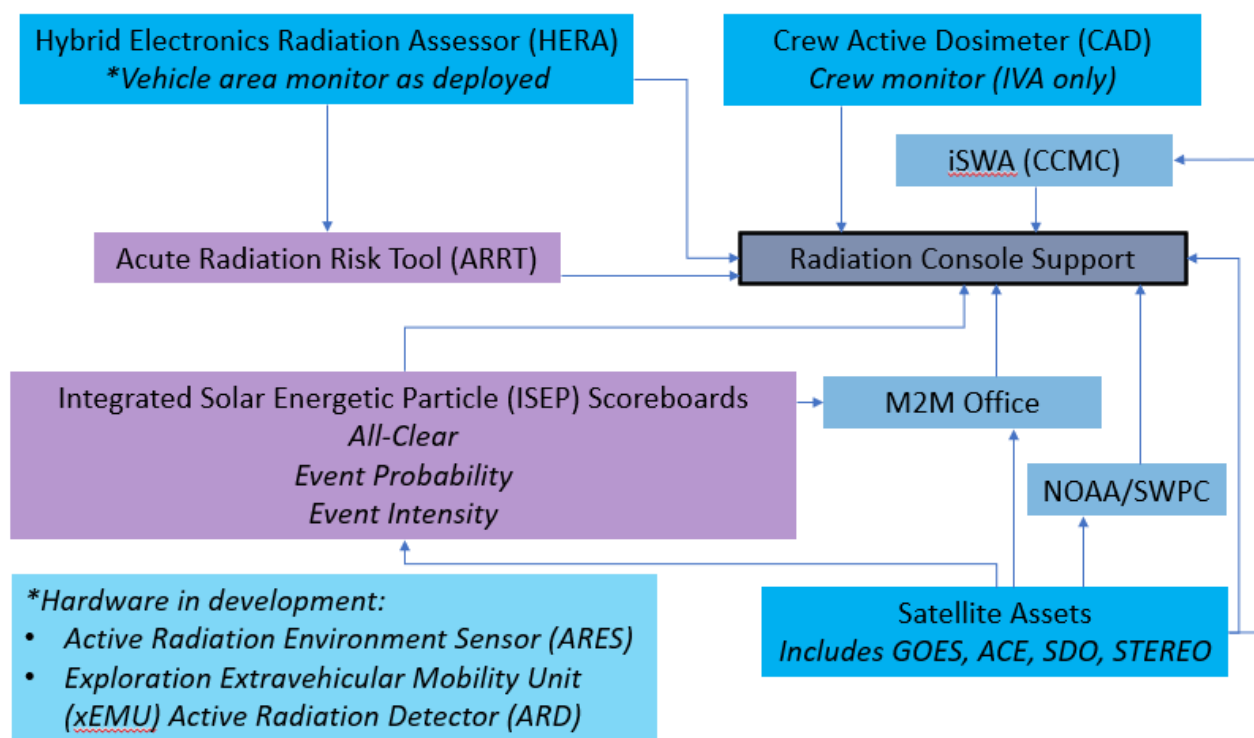 Hybrid Electronics Radiation Assessor (HERA)
*Vehicle area monitor as deployed
Crew Active Dosimeter (CAD)
Crew monitor (IVA only)
iSWA (CCMC)
Acute Radiation Risk Tool (ARRT)
Radiation Console Support
Integrated Solar Energetic Particle (ISEP) Scoreboards
All-Clear
Event Probability
Event Intensity
M2M Office
NOAA/SWPC
*Hardware in development:
• Active Radiation Environment Sensor (ARES)
• Exploration Extravehicular Mobility Unit
(xEMU) Active Radiation Detector (ARD)
Satellite Assets
Includes GOES, ACE, SDO, STEREO